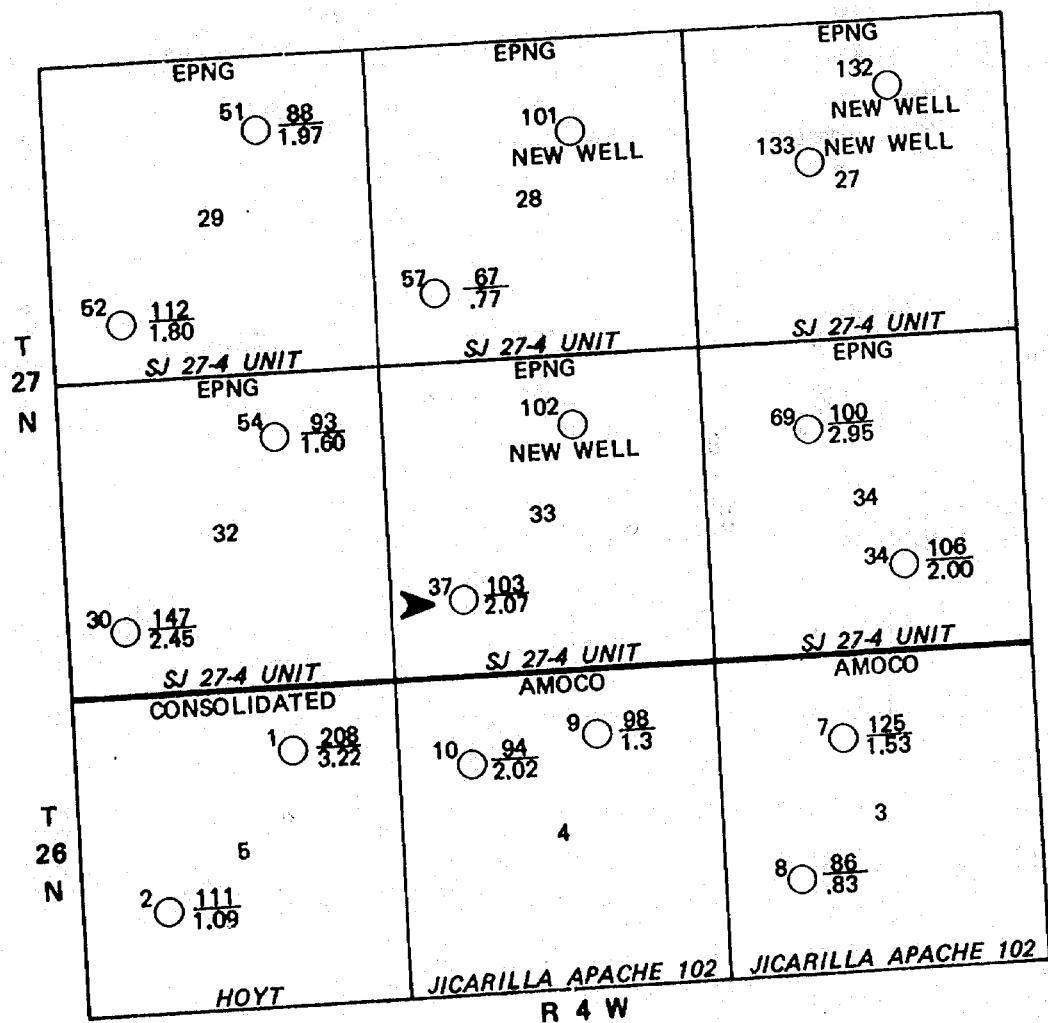 EPNG
51
88
1.97
29
52
112
1.80
SJ 27-4 UNIT
EPNG
101
NEW WELL
28
57
67
.77
SJ 27-4 UNIT
EPNG
132
NEW WELL
133
NEW WELL
27
SJ 27-4 UNIT
T
27
N
EPNG
54
93
1.60
32
30
147
2.45
SJ 27-4 UNIT
EPNG
102
NEW WELL
33
37
103
2.07
SJ 27-4 UNIT
EPNG
69
100
2.95
34
34
106
2.00
SJ 27-4 UNIT
T
26
N
CONSOLIDATED
1
208
3.22
5
2
111
1.09
HOYT
AMOCO
9
98
1.3
10
94
2.02
4
JICARILLA APACHE 102
AMOCO
7
125
1.53
3
8
86
.83
JICARILLA APACHE 102
R 4 W